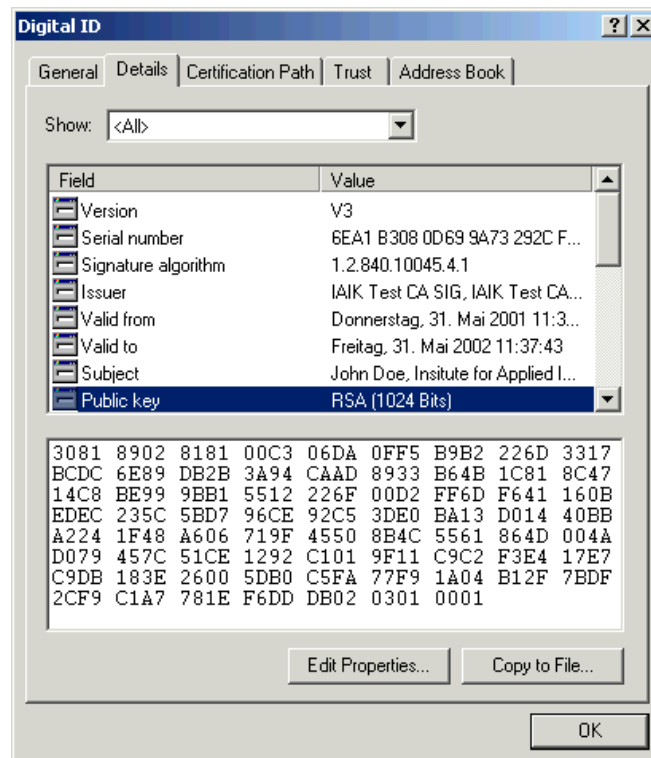 Digital ID
General Details Certification Path Trust Address Book
Show: <All>
Field Value
Version V3
Serial number 6EA1 B308 0D69 9A73 292C F...
Signature algorithm 1.2.840.10045.4.1
Issuer IAIK Test CA SIG, IAIK Test CA...
Valid from Donnerstag, 31. Mai 2001 11:3...
Valid to Freitag, 31. Mai 2002 11:37:43
Subject John Doe, Insitute for Applied I...
Public key RSA (1024 Bits)
3081 8902 8181 00C3 06DA 0FF5 B9B2 226D 3317
BCDC 6E89 DB2B 3A94 CAAD 8933 B64B 1C81 8C47
14C8 BE99 9BB1 5512 226F 00D2 FF6D F641 160B
EDEC 235C 5BD7 96CE 92C5 3DE0 BA13 D014 40BB
A224 1F48 A606 719F 4550 8B4C 5561 864D 004A
D079 457C 51CE 1292 C101 9F11 C9C2 F3E4 17E7
C9DB 183E 2600 5DB0 C5FA 77F9 1A04 B12F 7BDF
2CF9 C1A7 781E F6DD DB02 0301 0001
Edit Properties... Copy to File...
OK